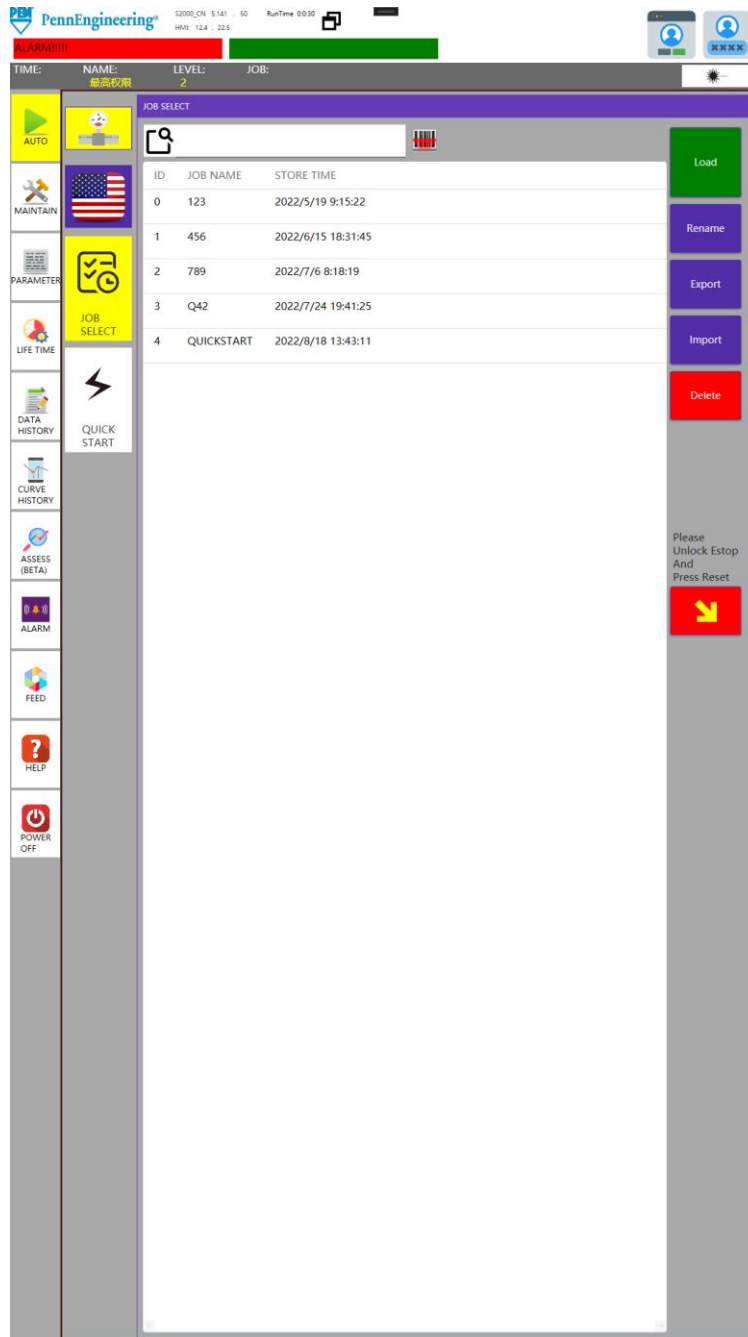 PEM PennEngineering®
S2000_CN 5.141 . 50 RunTime 0:0:30
HMI: 12.4 . 22.5
ALARM!!!!!
XXXX
TIME: NAME: LEVEL: JOB:
最高权限 2
AUTO
MAINTAIN
PARAMETER
LIFE TIME
DATA
HISTORY
CURVE
HISTORY
ASSESS
(BETA)
ALARM
FEED
HELP
POWER
OFF
JOB
SELECT
QUICK
START
JOB SELECT
ID JOB NAME STORE TIME
0 123 2022/5/19 9:15:22
1 456 2022/6/15 18:31:45
2 789 2022/7/6 8:18:19
3 Q42 2022/7/24 19:41:25
4 QUICKSTART 2022/8/18 13:43:11
Load
Rename
Export
Import
Delete
Please
Unlock Estop
And
Press Reset